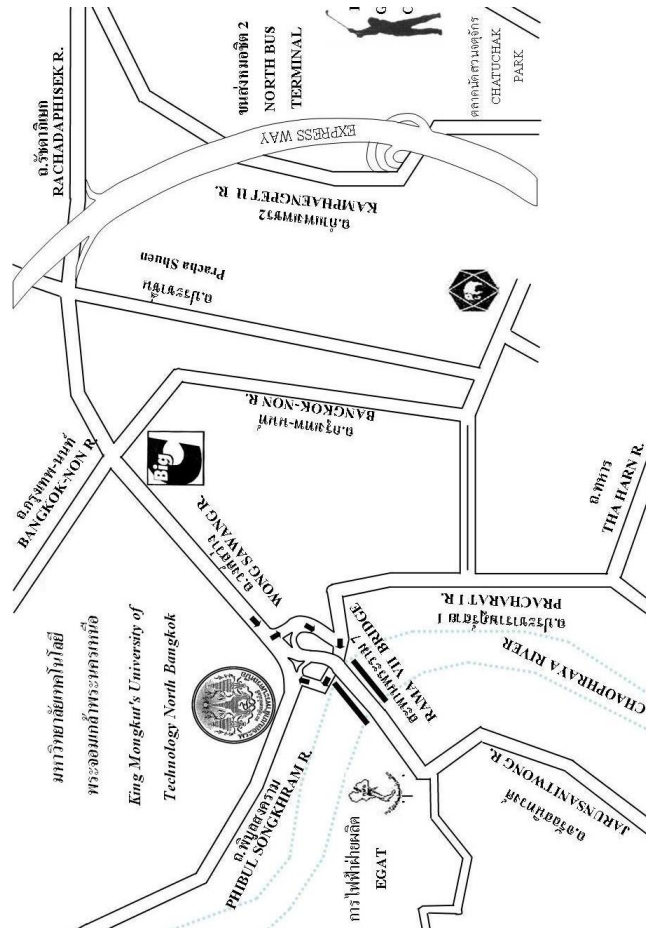 ถ.รัชดาภิเษก
RACHADAPHISEK R.
ขนส่งหมอชิต 2
NORTH BUS
TERMINAL
G
C
ตลาดนัดสวนจตุจักร
CHATUCHAK
PARK
EXPRESS WAY
KAMPHAENGPET II R.
ถ.กำแพงเพชร2
Pracha Shuen
ถ.ประชาชื่น
BANGKOK-NON R.
ถ.กรุงเทพ-นนท์
ถ.กรุงเทพ-นนท์
BANGKOK-NON R.
Big C
WONG SAWANG R.
ถ.วงศ์สว่าง
ถ.ทหาร
THA HARN R.
PRACHARAT I R.
ถ.ประชาราษฎร์สาย 1
มหาวิทยาลัยเทคโนโลยี
พระจอมเกล้าพระนครเหนือ
King Mongkut's University of
Technology North Bangkok
RAMA VII BRIDGE
สะพานพระราม 7
CHAOPHRAYA RIVER
ถ.พิบูลสงคราม
PHIBUL SONGKHRAM R.
การไฟฟ้าฝ่ายผลิต
EGAT
JARUNSANITWONG R.
ถ.จรัลสนิทวงศ์